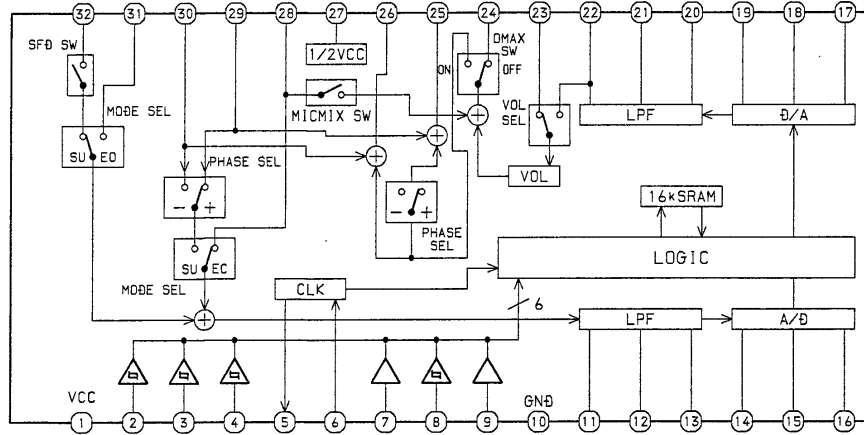 32 31 30 29 28 27 26 25 24 23 22 21 20 19 18 17
SFD SW
1/2VCC
DMAX
SW
ON OFF
MICMIX SW
VOL
SEL
LPF
D/A
MODE SEL
SU EO
PHASE SEL
- +
VOL
16kSRAM
- +
PHASE
SEL
SU EC
LOGIC
MODE SEL
CLK
6
LPF
A/D
VCC
GND
1 2 3 4 5 6 7 8 9 10 11 12 13 14 15 16